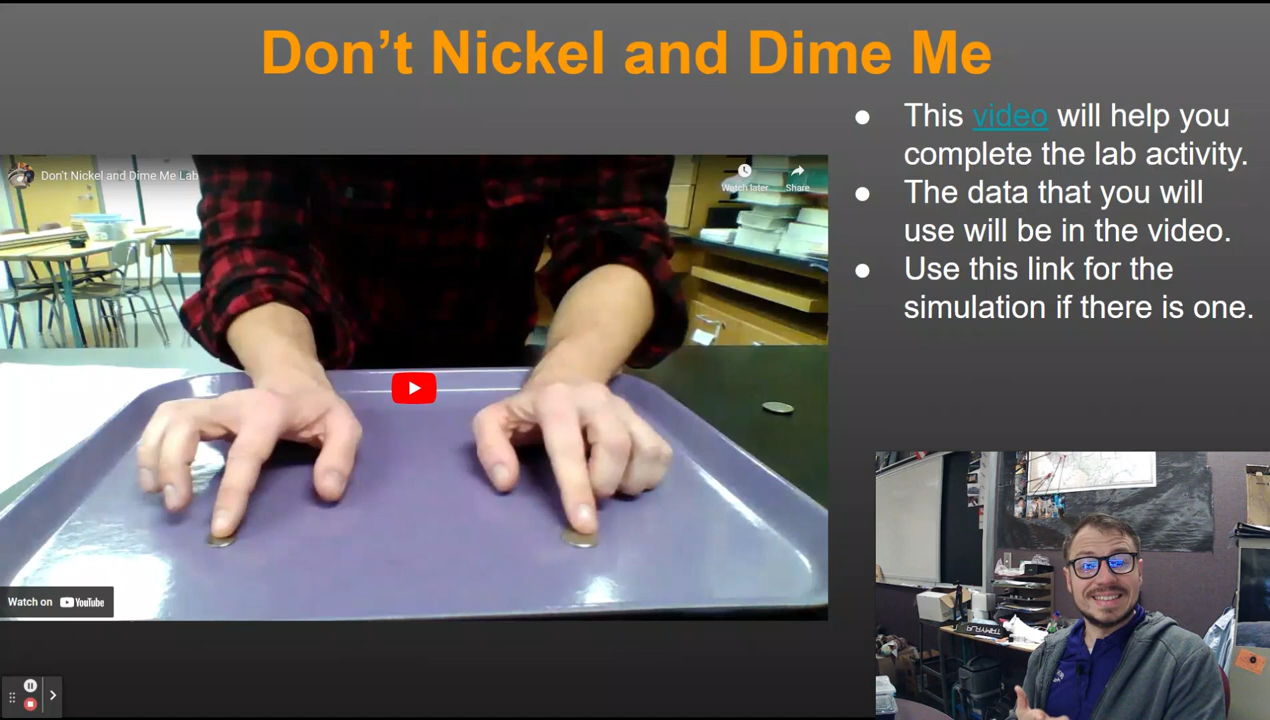 Don't Nickel and Dime Me
● This video will help you
complete the lab activity.
● The data that you will
use will be in the video.
● Use this link for the
simulation if there is one.
Don't Nickel and Dime Me Lab
Watch later
Share
Watch on YouTube